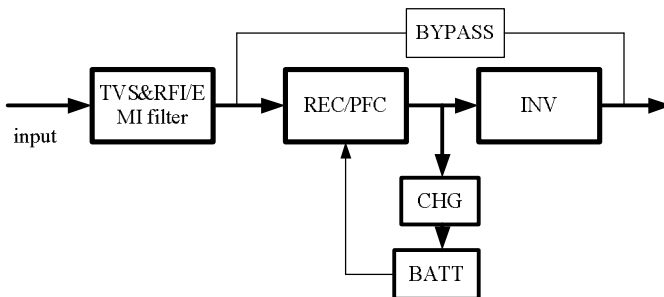 BYPASS
TVS&RFI/E
MI filter
REC/PFC
INV
input
CHG
BATT